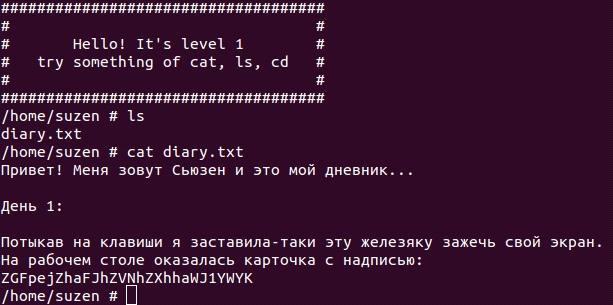 ####################################
#                                  #
#       Hello! It's level 1        #
#   try something of cat, ls, cd   #
#                                  #
####################################
/home/suzen # ls
diary.txt
/home/suzen # cat diary.txt
Привет! Меня зовут Сьюзен и это мой дневник...
День 1:
Потыкав на клавиши я заставила-таки эту железяку зажечь свой экран.
На рабочем столе оказалась карточка с надписью:
ZGFpejZhaFJhZVNhZXhhaWJ1YWYK
/home/suzen #